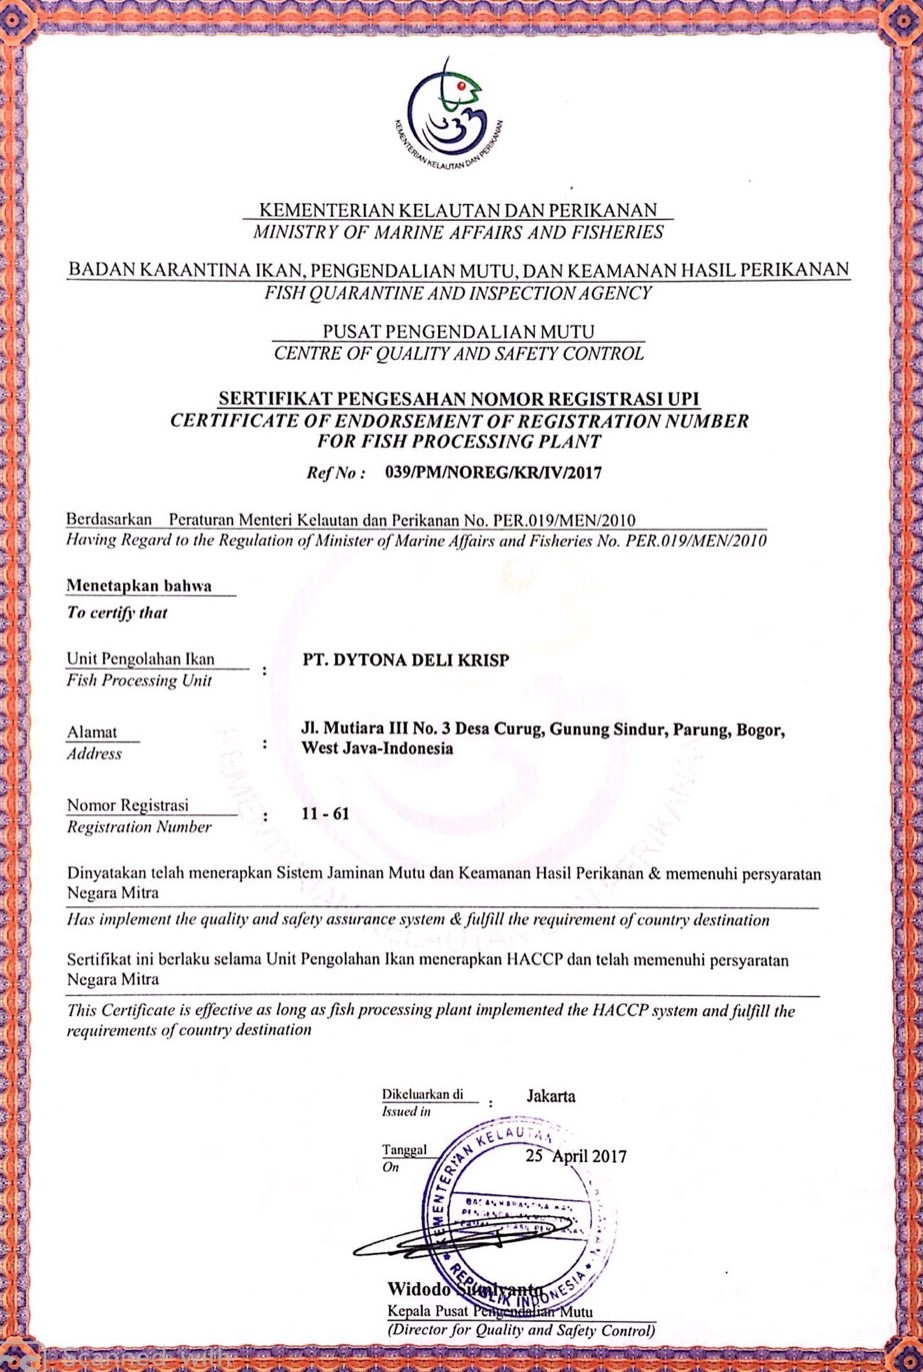 KEMENTERIAN KELAUTAN DAN PERIKANAN
KEMENTERIAN KELAUTAN DAN PERIKANAN
MINISTRY OF MARINE AFFAIRS AND FISHERIES
BADAN KARANTINA IKAN, PENGENDALIAN MUTU, DAN KEAMANAN HASIL PERIKANAN
FISH QUARANTINE AND INSPECTION AGENCY
PUSAT PENGENDALIAN MUTU
CENTRE OF QUALITY AND SAFETY CONTROL
SERTIFIKAT PENGESAHAN NOMOR REGISTRASI UPI
CERTIFICATE OF ENDORSEMENT OF REGISTRATION NUMBER
FOR FISH PROCESSING PLANT
Ref No : 039/PM/NOREG/KR/IV/2017
Berdasarkan Peraturan Menteri Kelautan dan Perikanan No. PER.019/MEN/2010
Having Regard to the Regulation of Minister of Marine Affairs and Fisheries No. PER.019/MEN/2010
Menetapkan bahwa
To certify that
Unit Pengolahan Ikan : PT. DYTONA DELI KRISP
Fish Processing Unit
Alamat : Jl. Mutiara III No. 3 Desa Curug, Gunung Sindur, Parung, Bogor,
Address West Java-Indonesia
Nomor Registrasi : 11 - 61
Registration Number
Dinyatakan telah menerapkan Sistem Jaminan Mutu dan Keamanan Hasil Perikanan & memenuhi persyaratan
Negara Mitra
Has implement the quality and safety assurance system & fulfill the requirement of country destination
Sertifikat ini berlaku selama Unit Pengolahan Ikan menerapkan HACCP dan telah memenuhi persyaratan
Negara Mitra
This Certificate is effective as long as fish processing plant implemented the HACCP system and fulfill the
requirements of country destination
Dikeluarkan di : Jakarta
Issued in
Tanggal 25 April 2017
On
KEMENTERIAN KELAUTAN
BADAN KARANTINA IKAN
REPUBLIK INDONESIA
Widodo Sumiyanto
Kepala Pusat Pengendalian Mutu
(Director for Quality and Safety Control)
Scanned with